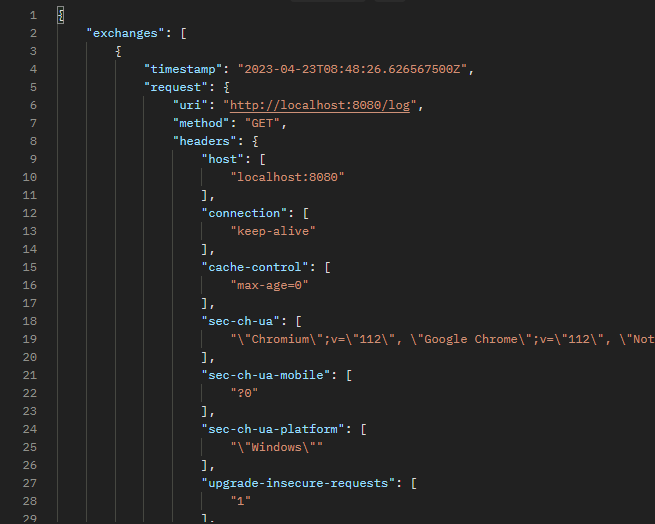 1 {
2 "exchanges": [
3 {
4 "timestamp": "2023-04-23T08:48:26.626567500Z",
5 "request": {
6 "uri": "http://localhost:8080/log",
7 "method": "GET",
8 "headers": {
9 "host": [
10 "localhost:8080"
11 ],
12 "connection": [
13 "keep-alive"
14 ],
15 "cache-control": [
16 "max-age=0"
17 ],
18 "sec-ch-ua": [
19 "\"Chromium\";v=\"112\", \"Google Chrome\";v=\"112\", \"Not
20 ],
21 "sec-ch-ua-mobile": [
22 "?0"
23 ],
24 "sec-ch-ua-platform": [
25 "\"Windows\""
26 ],
27 "upgrade-insecure-requests": [
28 "1"
29 ],